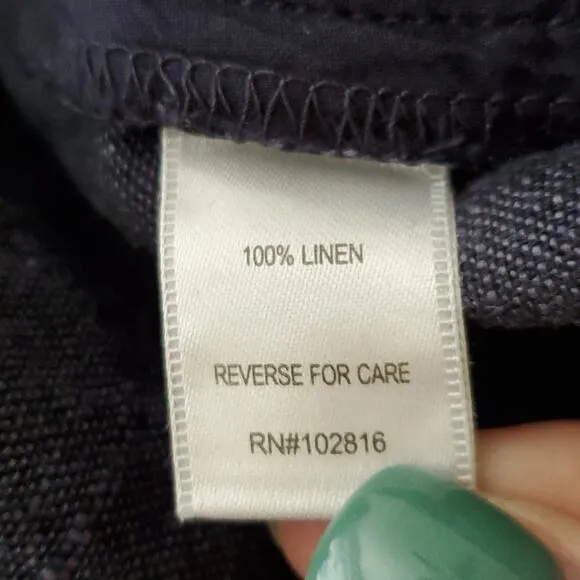 100% LINEN
REVERSE FOR CARE
RN#102816